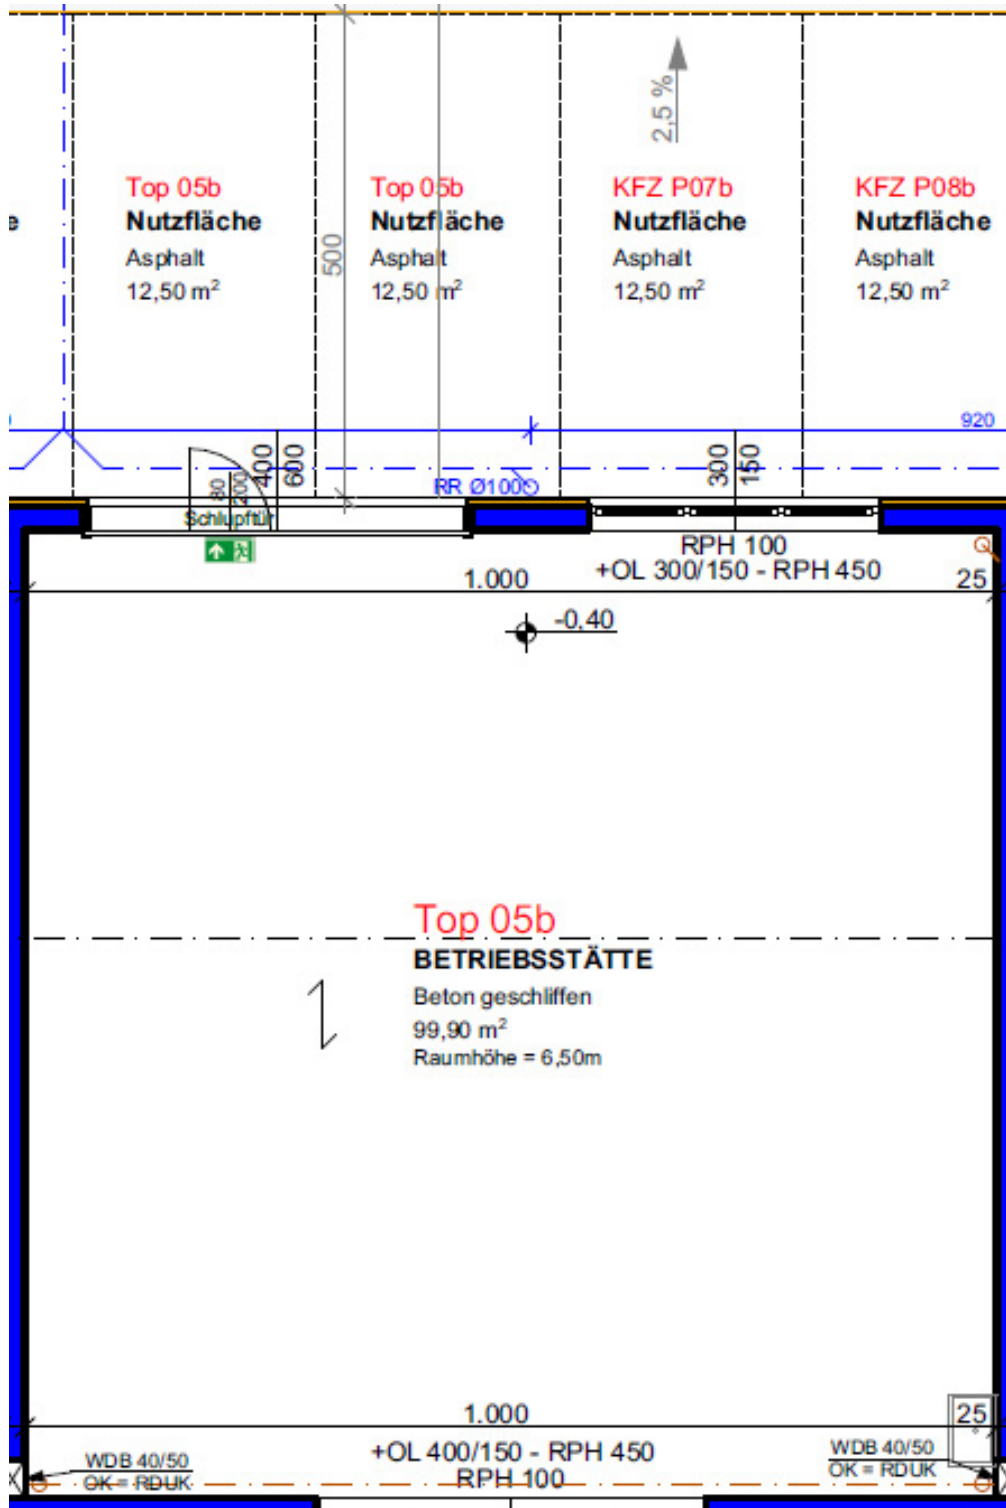 2,5 %
Top 05b
Nutzfläche
Asphalt
12,50 m²
Top 05b
Nutzfläche
Asphalt
12,50 m²
KFZ P07b
Nutzfläche
Asphalt
12,50 m²
KFZ P08b
Nutzfläche
Asphalt
12,50 m²
e
500
920
400
600
80
200
300
150
RR Ø100
Schlupftür
RPH 100
+OL 300/150 - RPH 450
1.000
25
-0,40
Top 05b
BETRIEBSSTÄTTE
Beton geschliffen
99,90 m²
Raumhöhe = 6,50m
1.000
25
+OL 400/150 - RPH 450
RPH 100
WDB 40/50
OK = RDUK
WDB 40/50
OK = RDUK